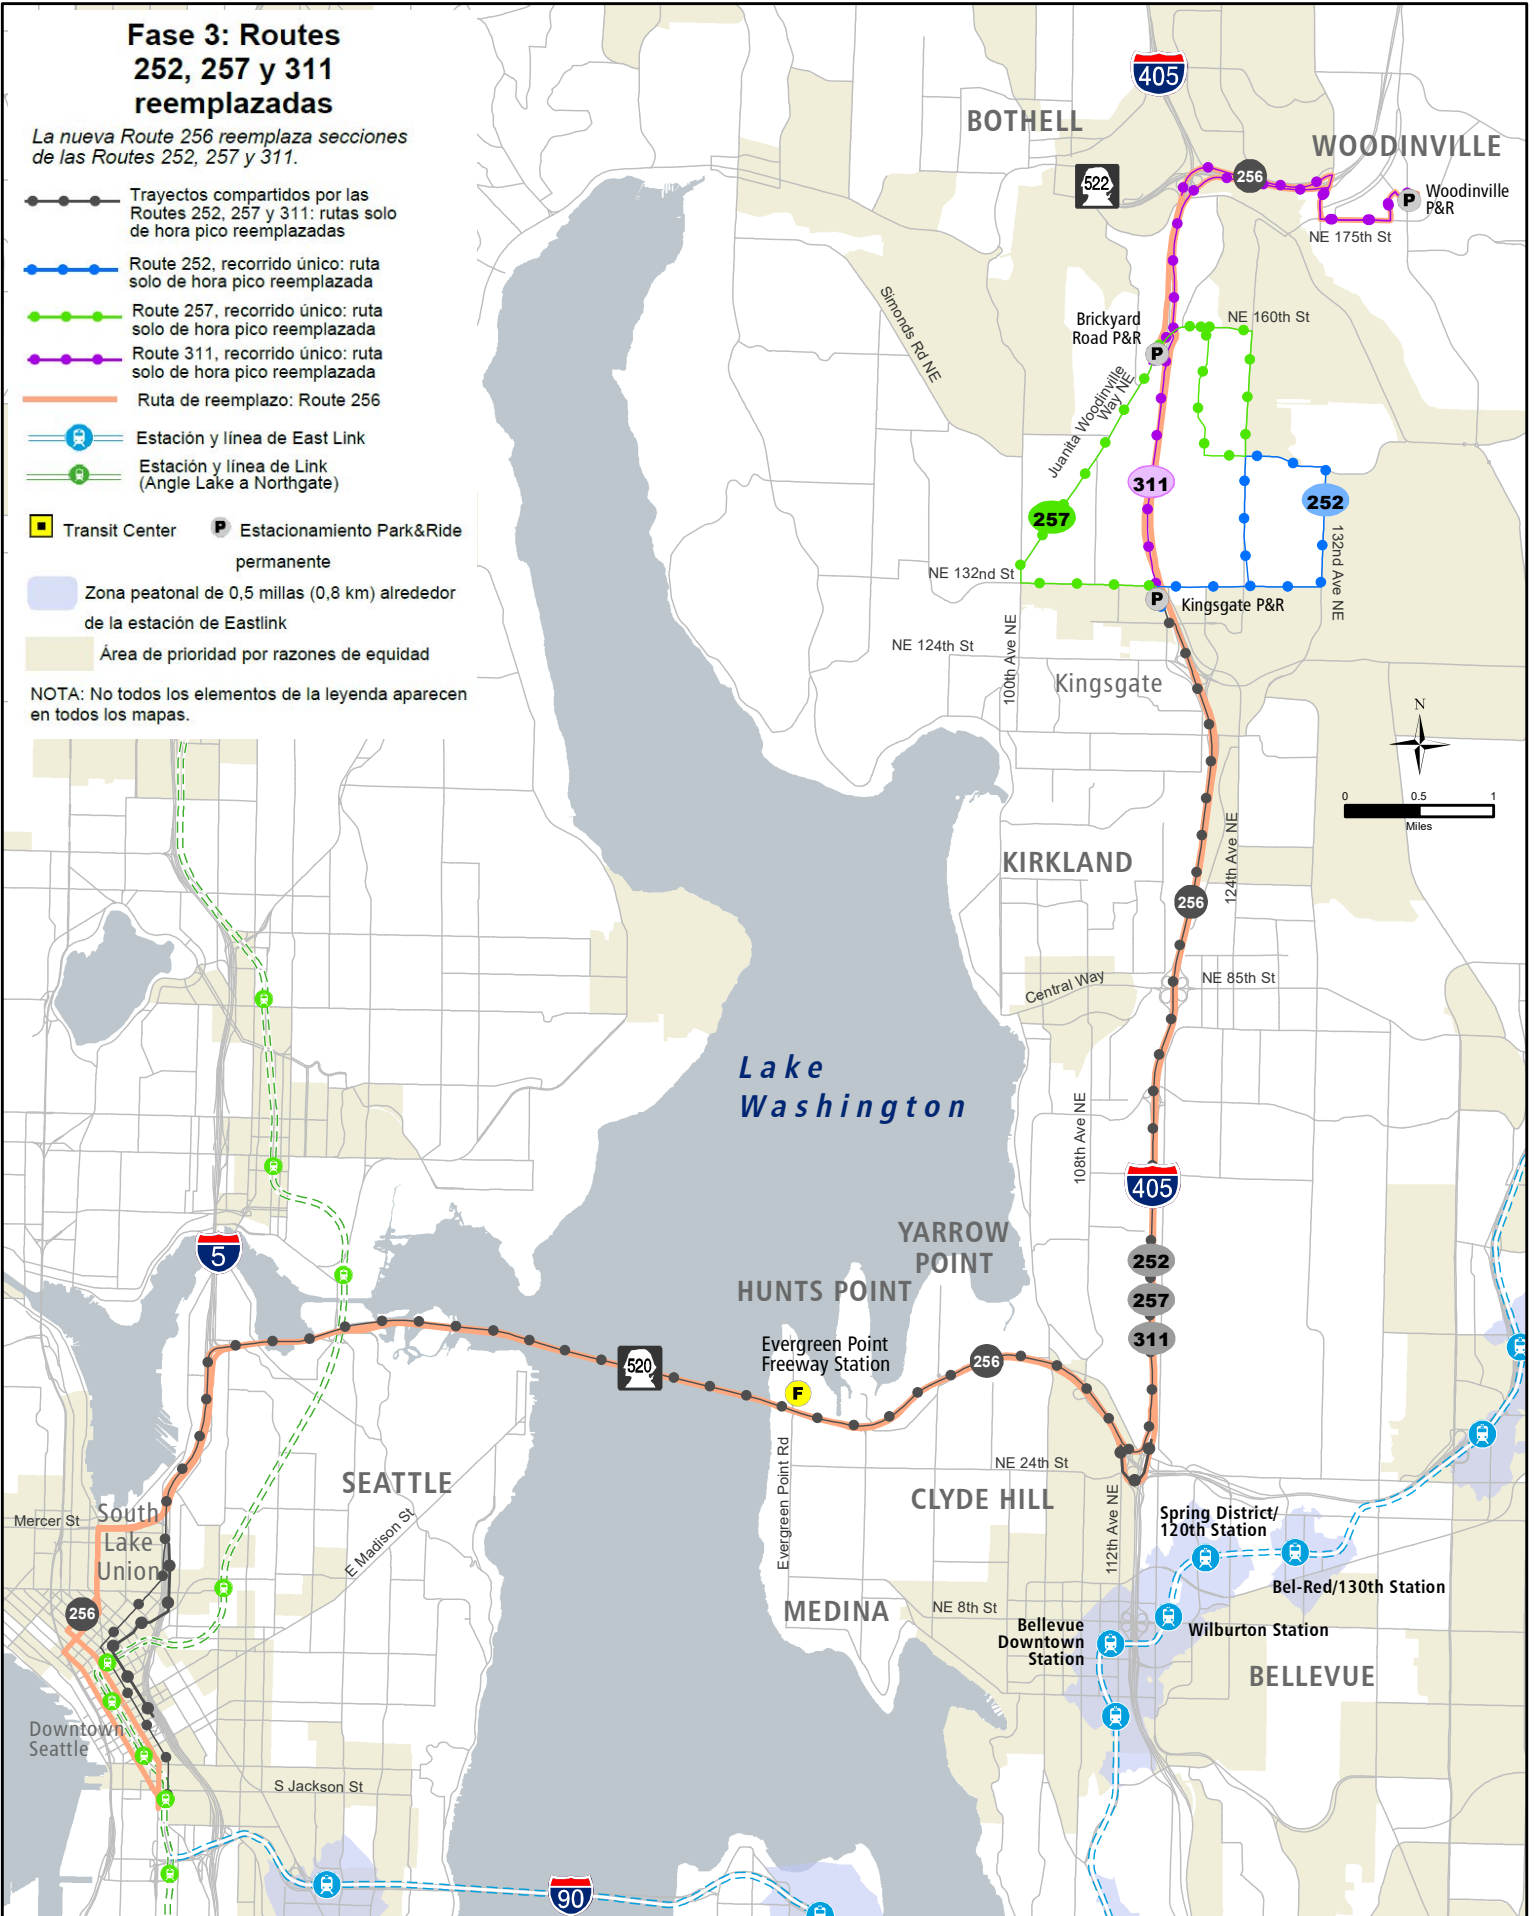 Fase 3: Routes
252, 257 y 311
reemplazadas
La nueva Route 256 reemplaza secciones
de las Routes 252, 257 y 311.
Trayectos compartidos por las
Routes 252, 257 y 311: rutas solo
de hora pico reemplazadas
Route 252, recorrido único: ruta
solo de hora pico reemplazada
Route 257, recorrido único: ruta
solo de hora pico reemplazada
Route 311, recorrido único: ruta
solo de hora pico reemplazada
Ruta de reemplazo: Route 256
Estación y línea de East Link
Estación y línea de Link
(Angle Lake a Northgate)
Transit Center
P Estacionamiento Park&Ride
permanente
Zona peatonal de 0,5 millas (0,8 km) alrededor
de la estación de Eastlink
Área de prioridad por razones de equidad
NOTA: No todos los elementos de la leyenda aparecen
en todos los mapas.
405
BOTHELL
WOODINVILLE
522
256
P
Woodinville
P&R
NE 175th St
Simonds Rd NE
Brickyard
Road P&R
P
NE 160th St
Juanita Woodinville
Way NE
311
252
257
132nd Ave NE
NE 132nd St
P
Kingsgate P&R
100th Ave NE
NE 124th St
Kingsgate
N
0 0.5 1
Miles
KIRKLAND
124th Ave NE
256
Central Way
NE 85th St
Lake
Washington
108th Ave NE
405
YARROW
POINT
HUNTS POINT
252
257
311
5
Evergreen Point
Freeway Station
F
256
520
SEATTLE
Evergreen Point Rd
NE 24th St
CLYDE HILL
112th Ave NE
Mercer St
South
Lake
Union
E Madison St
Spring District/
120th Station
Bel-Red/130th Station
256
MEDINA
NE 8th St
Bellevue
Downtown
Station
Wilburton Station
BELLEVUE
Downtown
Seattle
S Jackson St
90